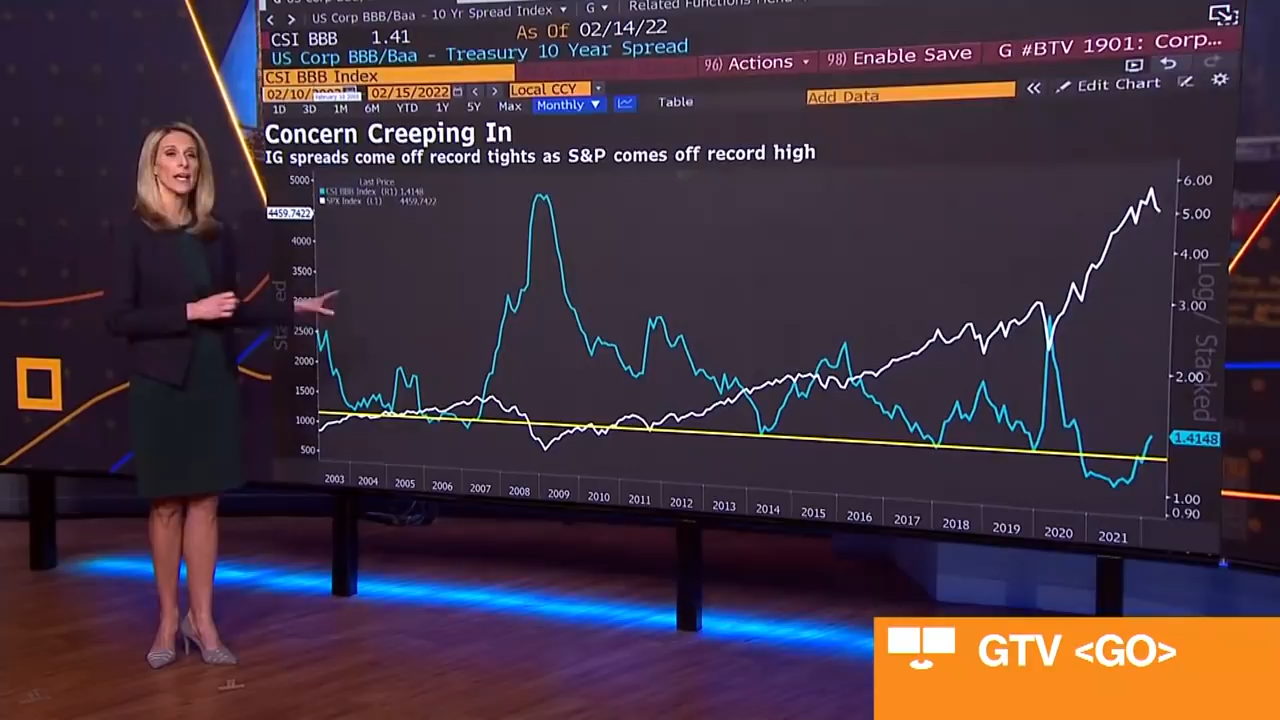 US Corp BBB/Baa - 10 Yr Spread Index G Related Functions Menu
CSI BBB 1.41 As Of 02/14/22
US Corp BBB/Baa - Treasury 10 Year Spread
CSI BBB Index 96) Actions 98) Enable Save G #BTV 1901: Corp...
02/15/2022 Local CCY Add Data Edit Chart
1D 3D 1M 6M YTD 1Y 5Y Max Monthly Table
Concern Creeping In
IG spreads come off record tights as S&P comes off record high
Last Price
CSI BBB Index (R1) 1.4148
SPX Index (L1) 4459.7422
5000
4459.7422
4000
3500
2500
2000
1500
1000
500
6.00
5.00
4.00
3.00
2.00
1.4148
1.00
0.90
Log / Stacked
2003 2004 2005 2006 2007 2008 2009 2010 2011 2012 2013 2014 2015 2016 2017 2018 2019 2020 2021
GTV <GO>